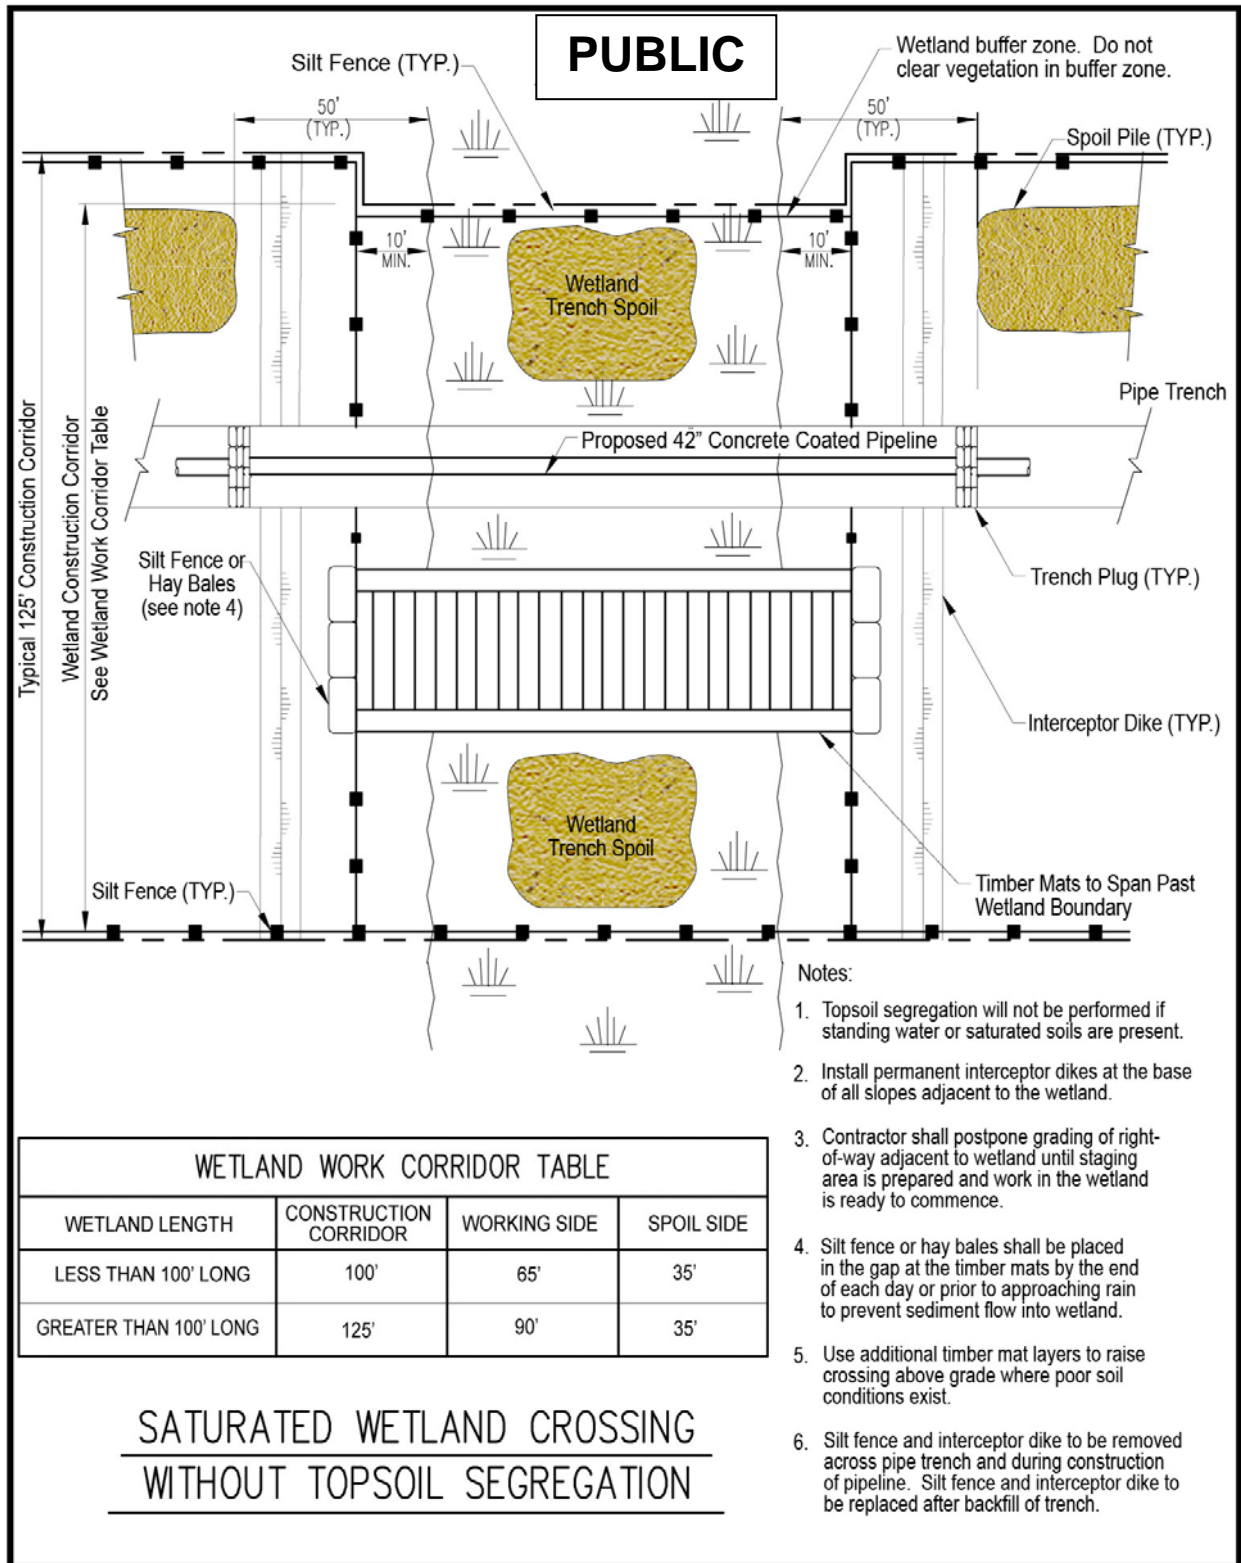 PUBLIC
Silt Fence (TYP.)
Wetland buffer zone.  Do not
clear vegetation in buffer zone.
50'
(TYP.)
50'
(TYP.)
Spoil Pile (TYP.)
10'
MIN.
10'
MIN.
Wetland
Trench Spoil
Pipe Trench
Proposed 42" Concrete Coated Pipeline
Typical 125' Construction Corridor
Wetland Construction Corridor
See Wetland Work Corridor Table
Silt Fence or
Hay Bales
(see note 4)
Trench Plug (TYP.)
Interceptor Dike (TYP.)
Wetland
Trench Spoil
Silt Fence (TYP.)
Timber Mats to Span Past
Wetland Boundary
Notes:
1. Topsoil segregation will not be performed if
standing water or saturated soils are present.
2. Install permanent interceptor dikes at the base
of all slopes adjacent to the wetland.
3. Contractor shall postpone grading of right-
of-way adjacent to wetland until staging
area is prepared and work in the wetland
is ready to commence.
4. Silt fence or hay bales shall be placed
in the gap at the timber mats by the end
of each day or prior to approaching rain
to prevent sediment flow into wetland.
5. Use additional timber mat layers to raise
crossing above grade where poor soil
conditions exist.
6. Silt fence and interceptor dike to be removed
across pipe trench and during construction
of pipeline.  Silt fence and interceptor dike to
be replaced after backfill of trench.
WETLAND WORK CORRIDOR TABLE
WETLAND LENGTH CONSTRUCTION CORRIDOR WORKING SIDE SPOIL SIDE
LESS THAN 100' LONG 100' 65' 35'
GREATER THAN 100' LONG 125' 90' 35'
SATURATED WETLAND CROSSING
WITHOUT TOPSOIL SEGREGATION